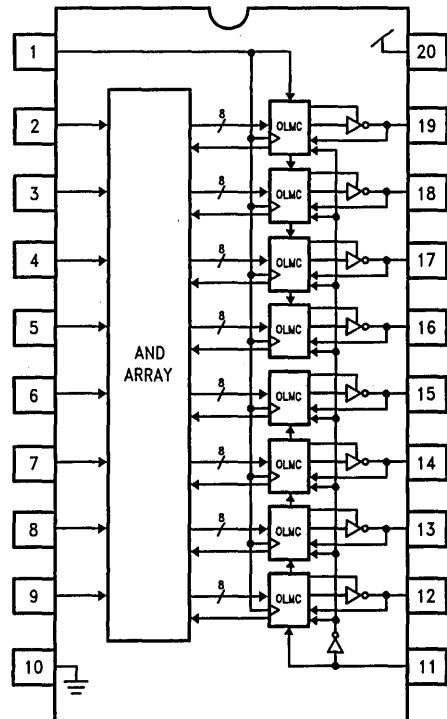 1 20
8 OLMC
2 19
8 OLMC
3 18
8 OLMC
4 17
8 OLMC
5 16
AND
ARRAY
8 OLMC
6 15
8 OLMC
7 14
8 OLMC
8 13
8 OLMC
9 12
10 11